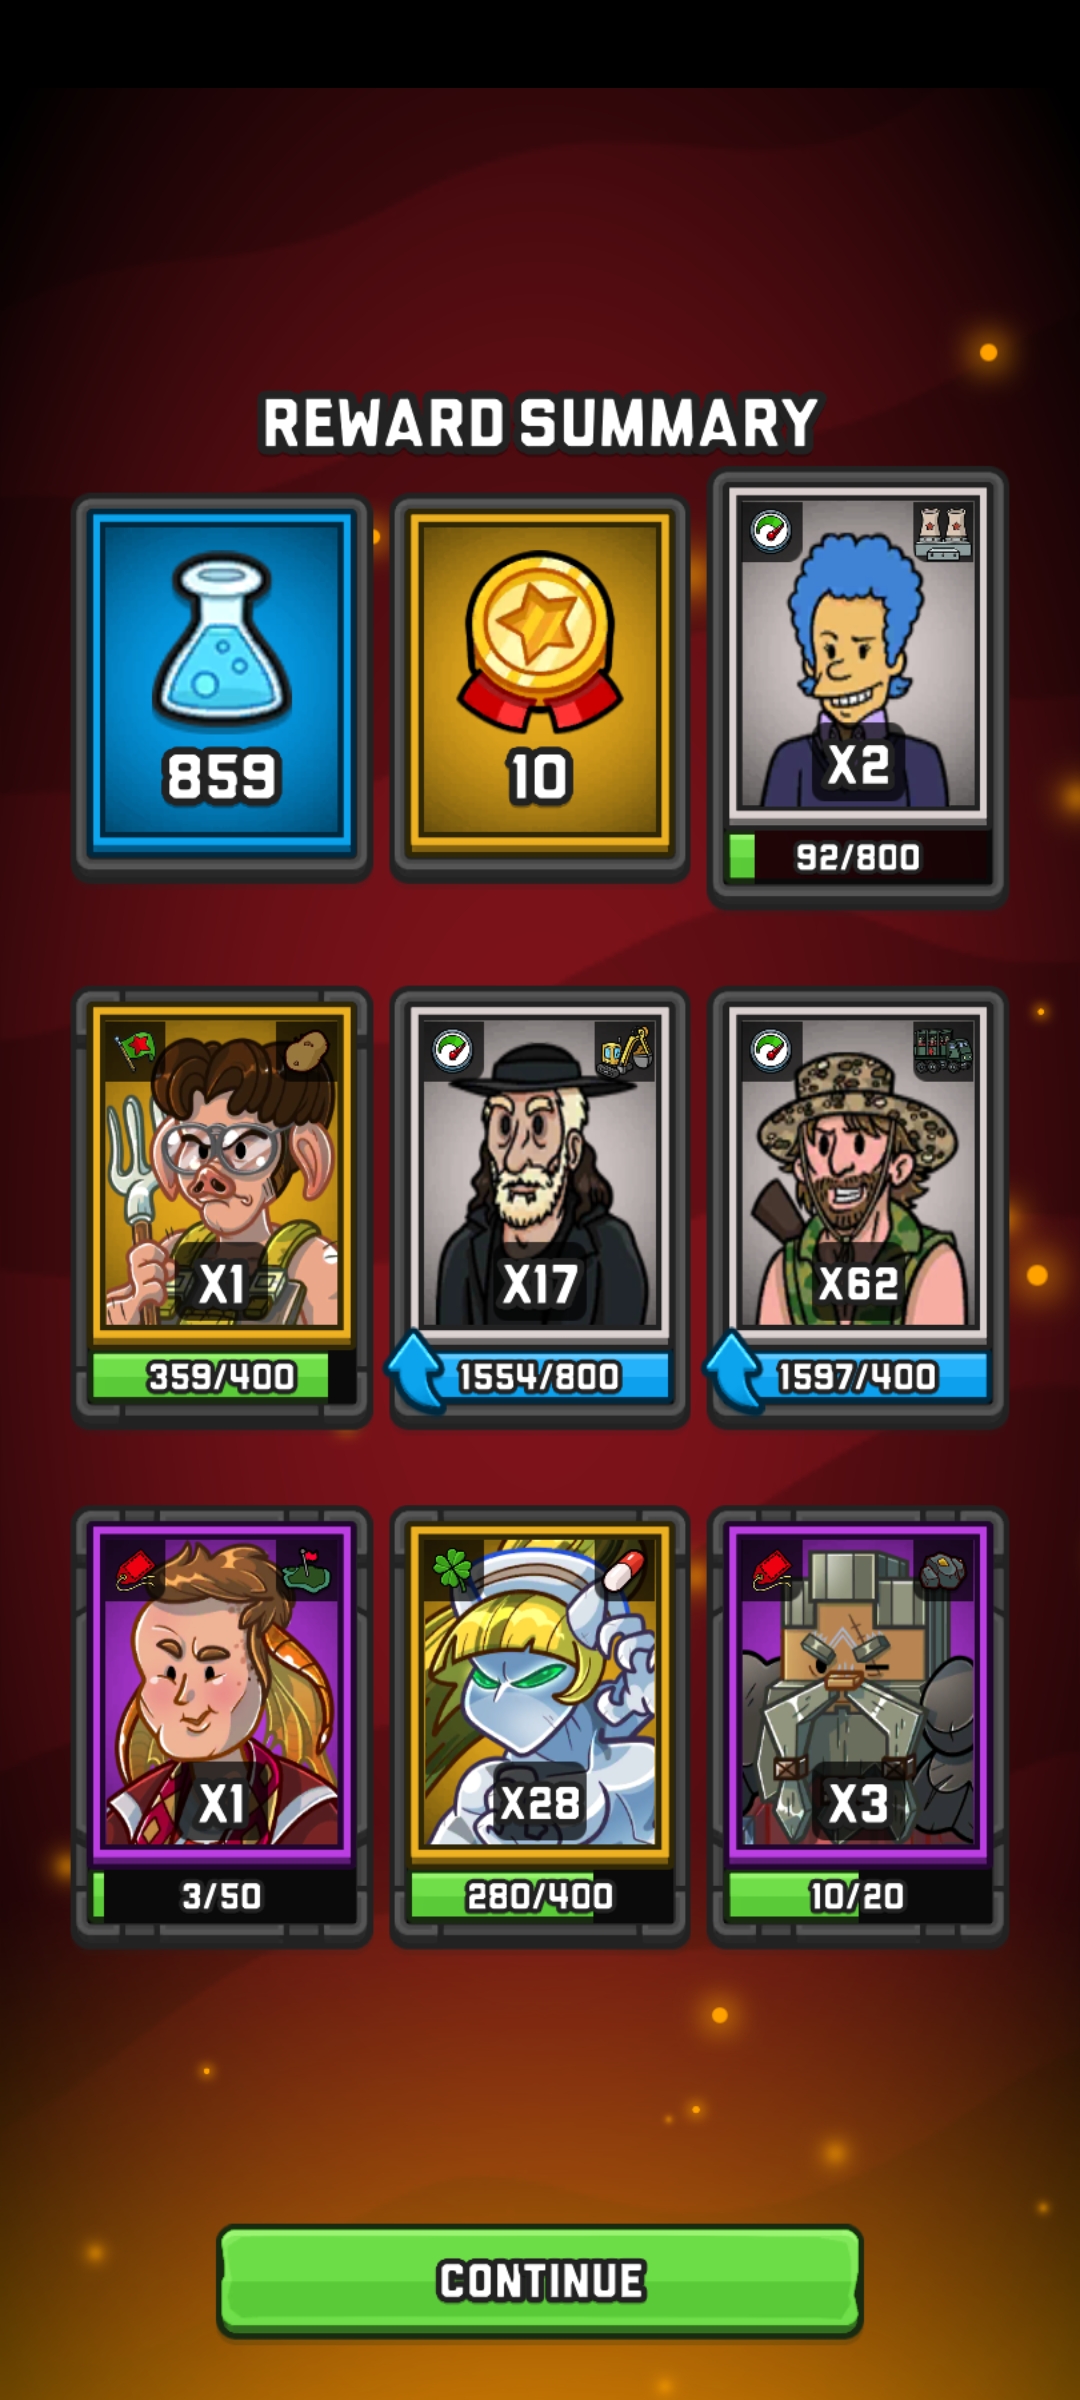 REWARD SUMMARY
859
10
X2
92/800
X1
359/400
X17
1554/800
X62
1597/400
X1
3/50
X28
280/400
X3
10/20
CONTINUE